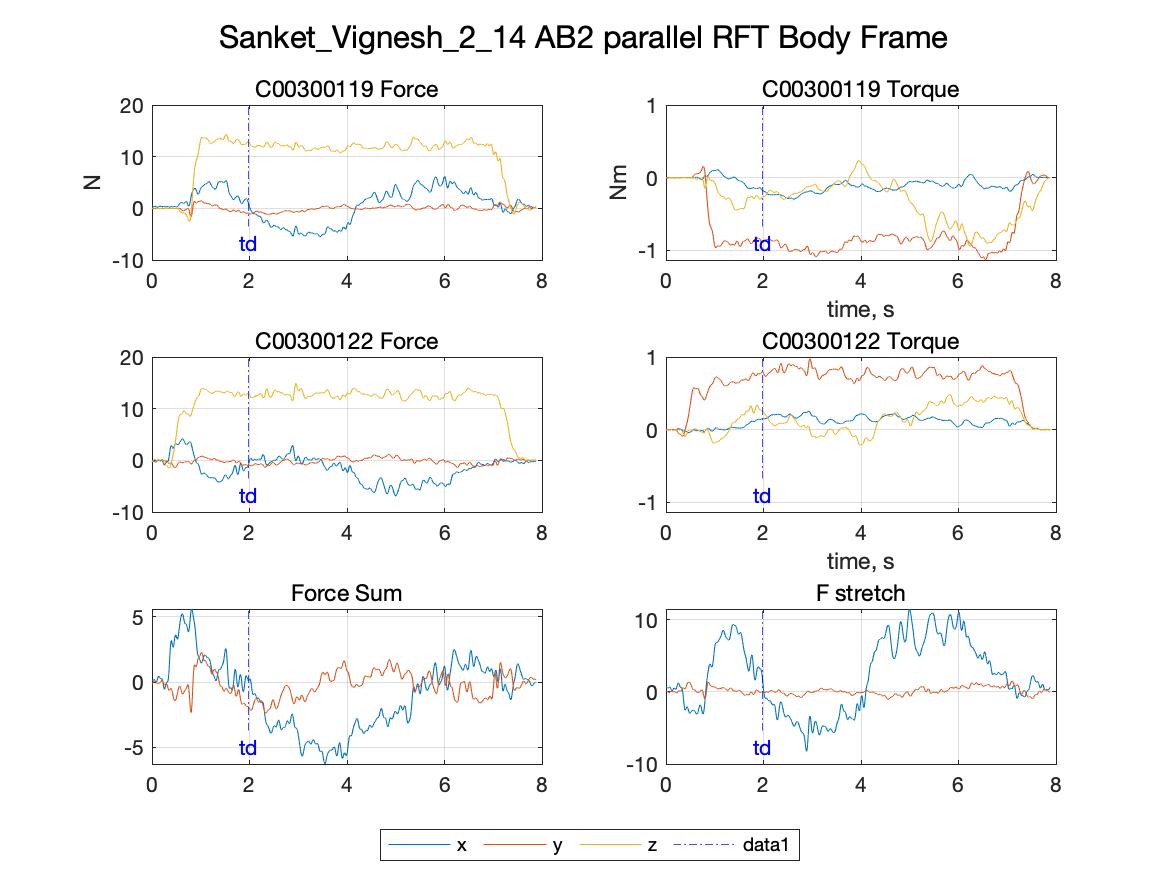 Sanket_Vignesh_2_14 AB2 parallel RFT Body Frame
C00300119 Force
20
10
0
-10
N
td
0 2 4 6 8
C00300119 Torque
1
0
-1
Nm
td
0 2 4 6 8
time, s
C00300122 Force
20
10
0
-10
td
0 2 4 6 8
C00300122 Torque
1
0
-1
td
0 2 4 6 8
time, s
Force Sum
5
0
-5
td
0 2 4 6 8
F stretch
10
0
-10
td
0 2 4 6 8
x y z data1